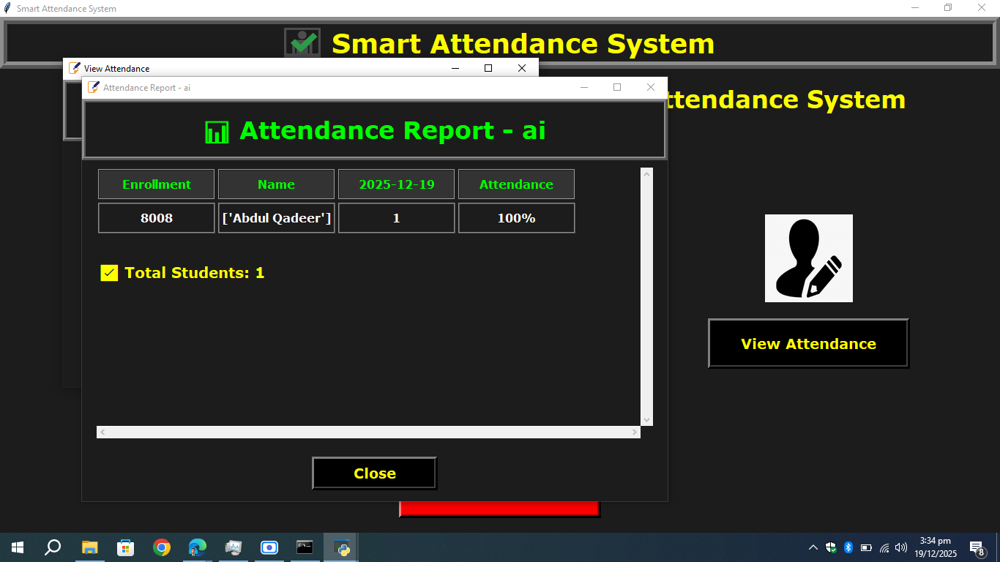 Smart Attendance System
Smart Attendance System
View Attendance
Attendance Report - ai
ttendance System
Attendance Report - ai
Enrollment Name 2025-12-19 Attendance
8008 ['Abdul Qadeer'] 1 100%
Total Students: 1
View Attendance
Close
3:34 pm
19/12/2025
8